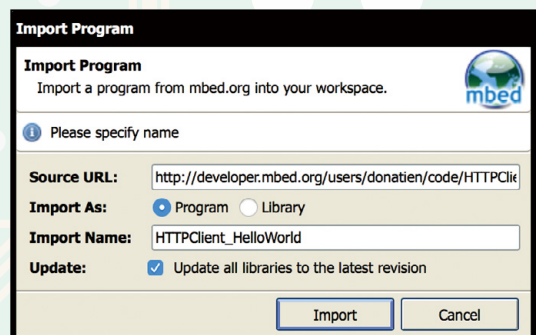 Import Program
Import Program
Import a program from mbed.org into your workspace.
mbed
Please specify name
Source URL: http://developer.mbed.org/users/donatien/code/HTTPClie
Import As: Program Library
Import Name: HTTPClient_HelloWorld
Update: Update all libraries to the latest revision
Import Cancel